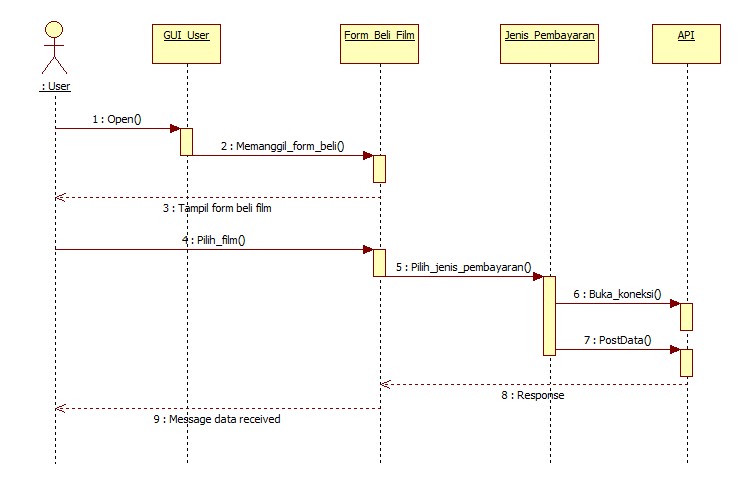 GUI_User
Form_Beli_Film
Jenis_Pembayaran
API
: User
1 : Open()
2 : Memanggil_form_beli()
3 : Tampil form beli film
4 : Pilih_film()
5 : Pilih_jenis_pembayaran()
6 : Buka_koneksi()
7 : PostData()
8 : Response
9 : Message data received